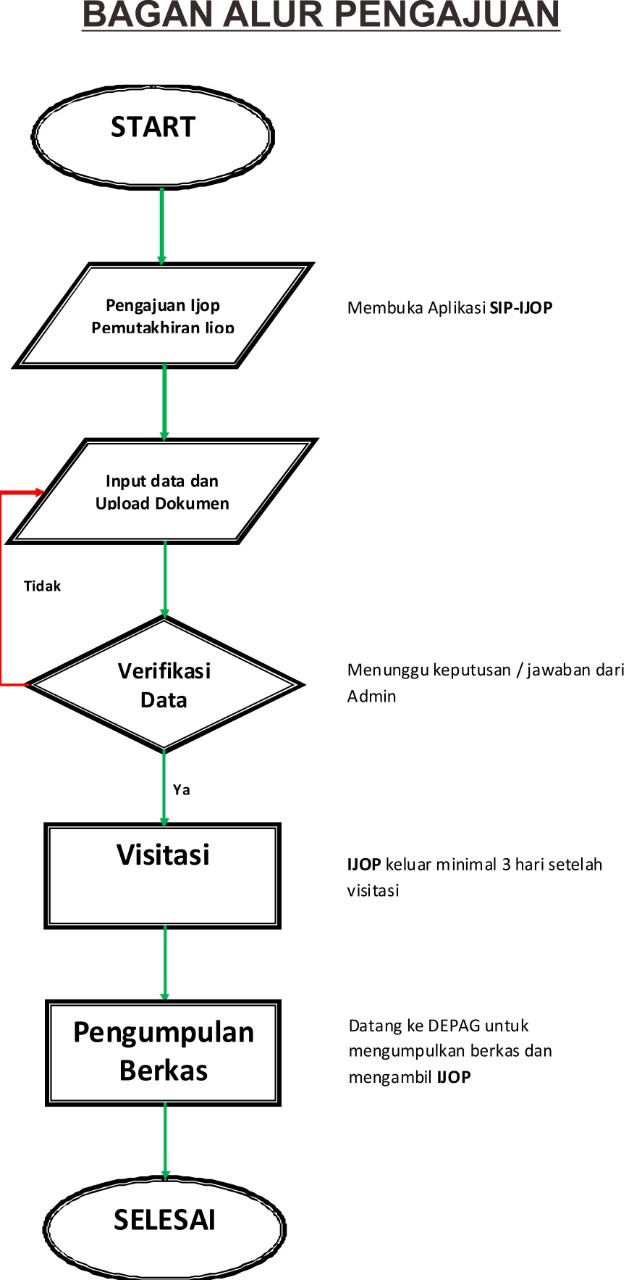 BAGAN ALUR PENGAJUAN
START
Pengajuan Ijop
Pemutakhiran Ijop
Membuka Aplikasi SIP-IJOP
Input data dan
Upload Dokumen
Tidak
Verifikasi
Data
Menunggu keputusan / jawaban dari
Admin
Ya
Visitasi
IJOP keluar minimal 3 hari setelah
visitasi
Pengumpulan
Berkas
Datang ke DEPAG untuk
mengumpulkan berkas dan
mengambil IJOP
SELESAI